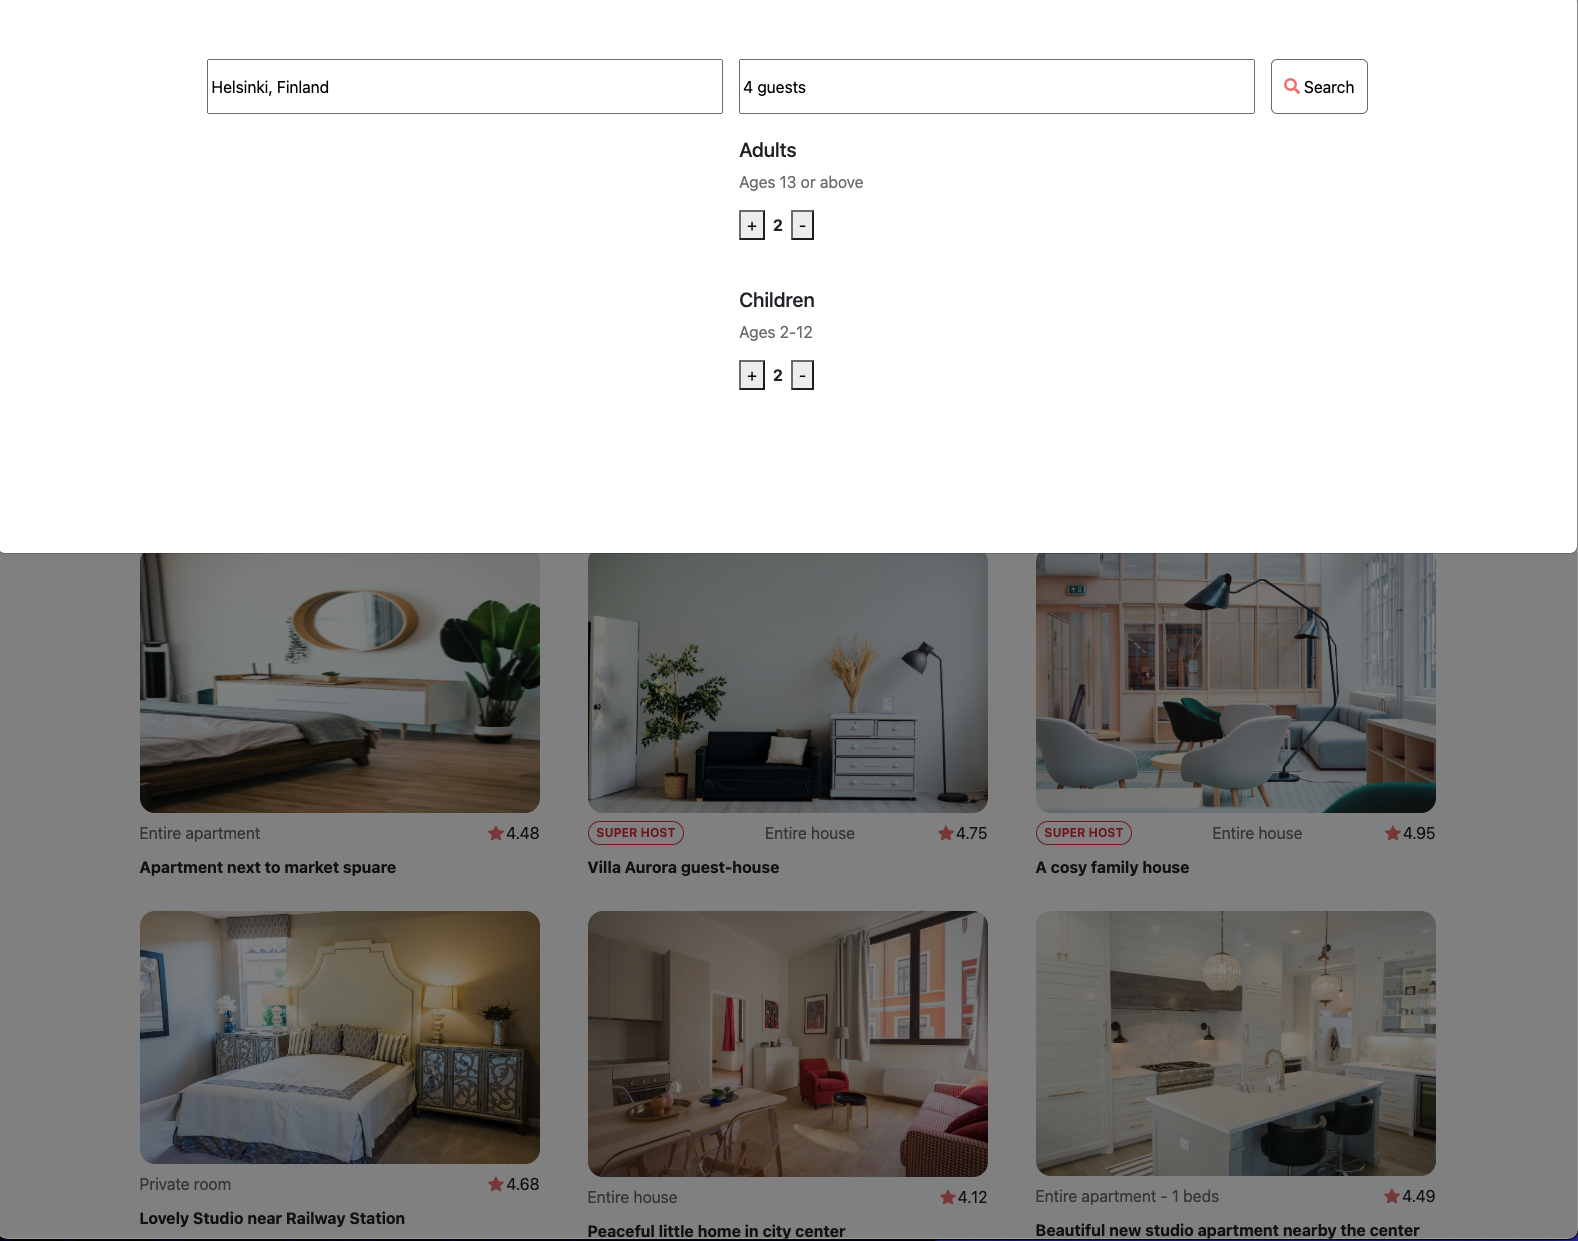 Helsinki, Finland
4 guests
Search
Adults
Ages 13 or above
+ 2 -
Children
Ages 2-12
+ 2 -
Entire apartment 4.48
Apartment next to market spuare
SUPER HOST Entire house 4.75
Villa Aurora guest-house
SUPER HOST Entire house 4.95
A cosy family house
Private room 4.68
Lovely Studio near Railway Station
Entire house 4.12
Peaceful little home in city center
Entire apartment - 1 beds 4.49
Beautiful new studio apartment nearby the center